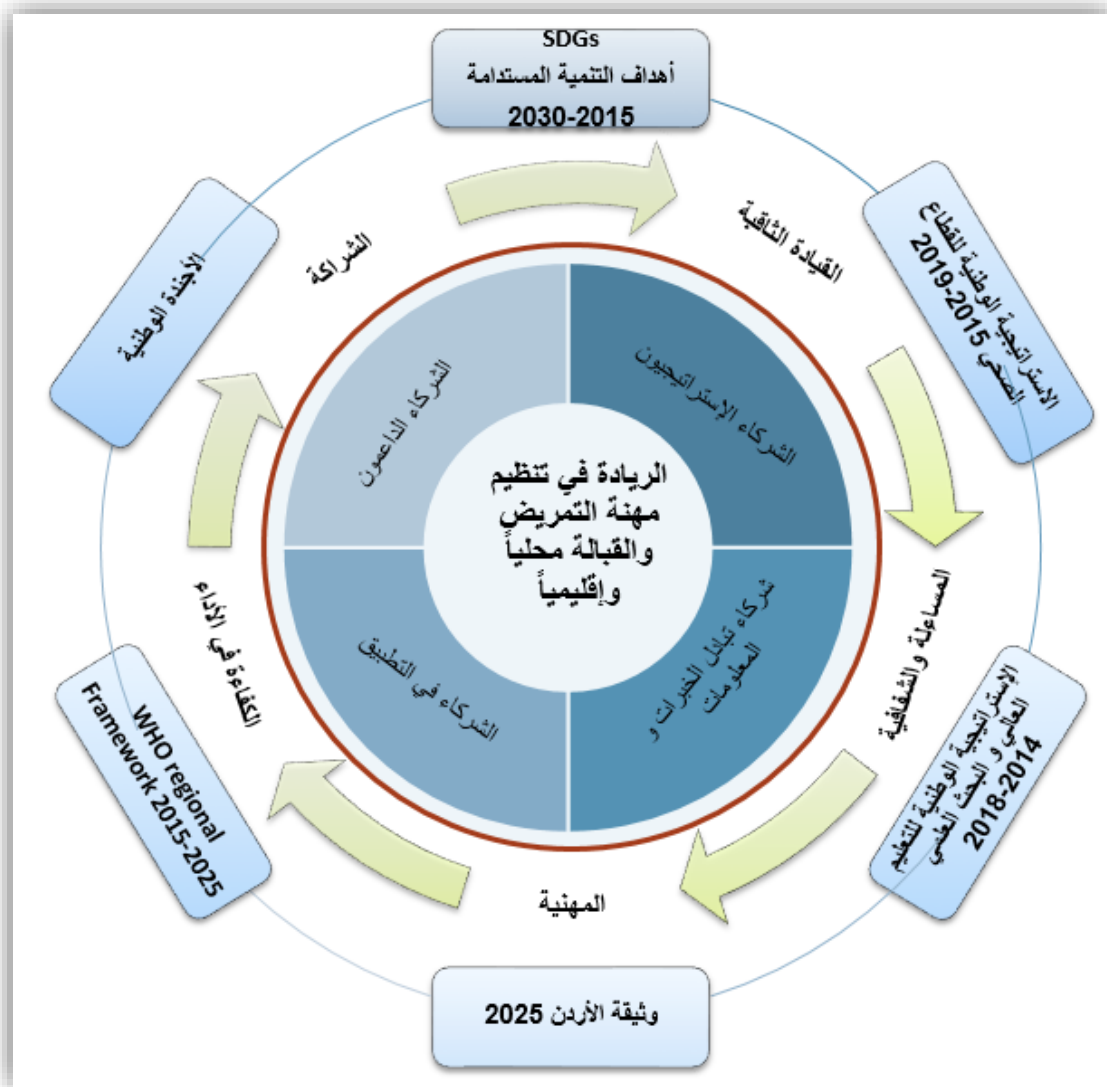 SDGs
أهداف التنمية المستدامة
2030-2015
القيادة الثاقبة
الاستراتيجية الوطنية للقطاع
الصحي 2015-2019
المساءلة والشفافية
الإستراتيجية الوطنية للتعليم
العالي و البحث العلمي
2018-2014
المهنية
وثيقة الأردن 2025
الكفاءة في الأداء
WHO regional
Framework 2015-2025
الشراكة
الأجندة الوطنية
الشركاء الإستراتيجيون
شركاء تبادل الخبرات و
المعلومات
الشركاء في التطبيق
الشركاء الداعمون
الريادة في تنظيم
مهنة التمريض
والقبالة محلياً
وإقليمياً